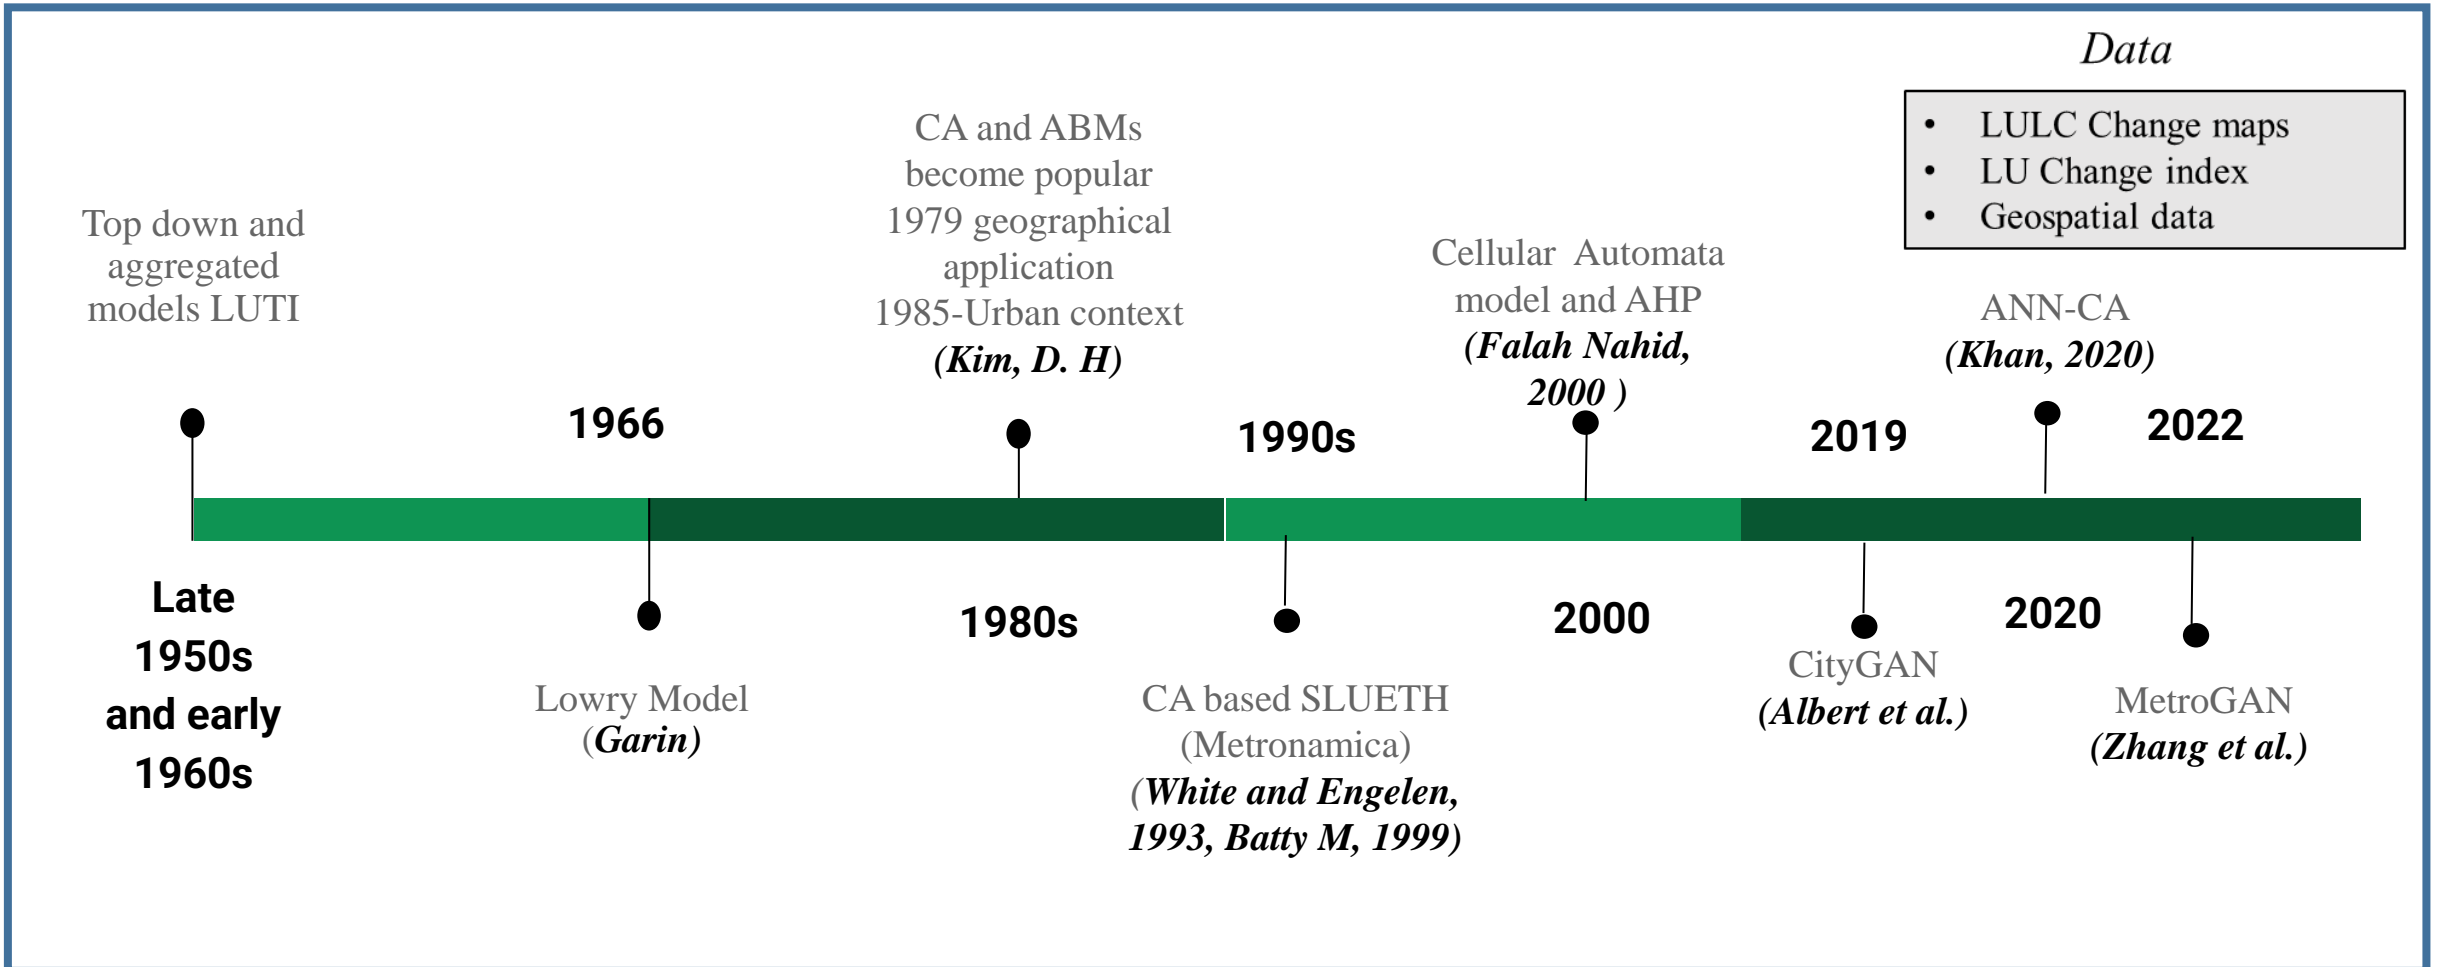 Data
• LULC Change maps
• LU Change index
• Geospatial data
Top down and
aggregated
models LUTI
Late
1950s
and early
1960s
1966
Lowry Model
(Garin)
CA and ABMs
become popular
1979 geographical
application
1985-Urban context
(Kim, D. H)
1980s
1990s
CA based SLUETH
(Metronamica)
(White and Engelen,
1993, Batty M, 1999)
Cellular Automata
model and AHP
(Falah Nahid,
2000 )
2000
2019
CityGAN
(Albert et al.)
ANN-CA
(Khan, 2020)
2020
2022
MetroGAN
(Zhang et al.)